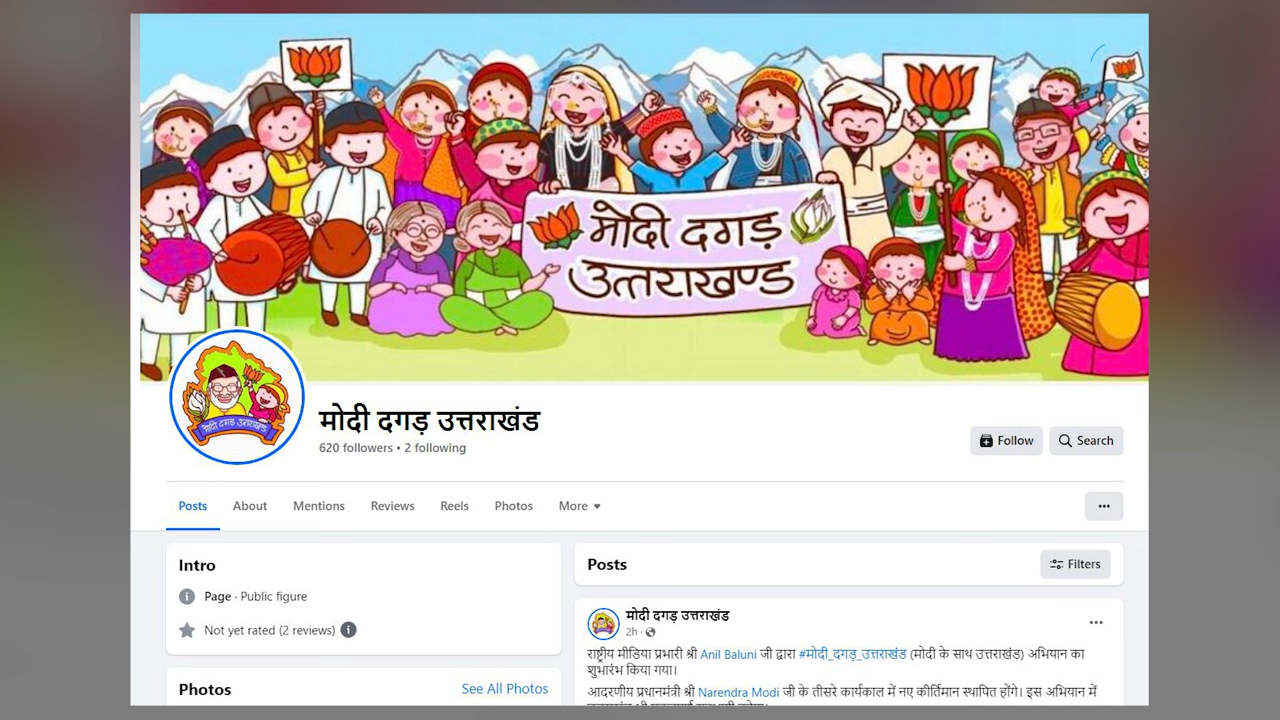 मोदी दगड़
उत्तराखण्ड
मोदी दगड़ उत्तराखण्ड
मोदी दगड़ उत्तराखंड
620 followers • 2 following
Follow
Search
Posts
About
Mentions
Reviews
Reels
Photos
More
Intro
Page · Public figure
Not yet rated (2 reviews)
Photos
See All Photos
Posts
Filters
मोदी दगड़ उत्तराखंड
2h ·
राष्ट्रीय मीडिया प्रभारी श्री Anil Baluni जी द्वारा #मोदी_दगड़_उत्तराखंड (मोदी के साथ उत्तराखंड) अभियान का
शुभारंभ किया गया।
आदरणीय प्रधानमंत्री श्री Narendra Modi जी के तीसरे कार्यकाल में नए कीर्तिमान स्थापित होंगे। इस अभियान में